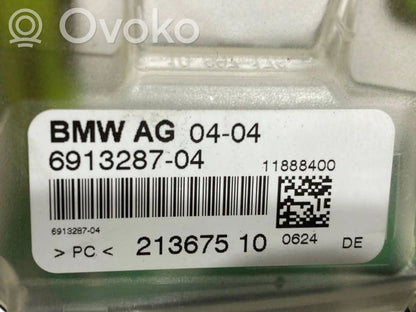 Ovoko
BMW AG 04-04
6913287-04
11888400
6913287-04
> PC < 213675 10 0624 DE